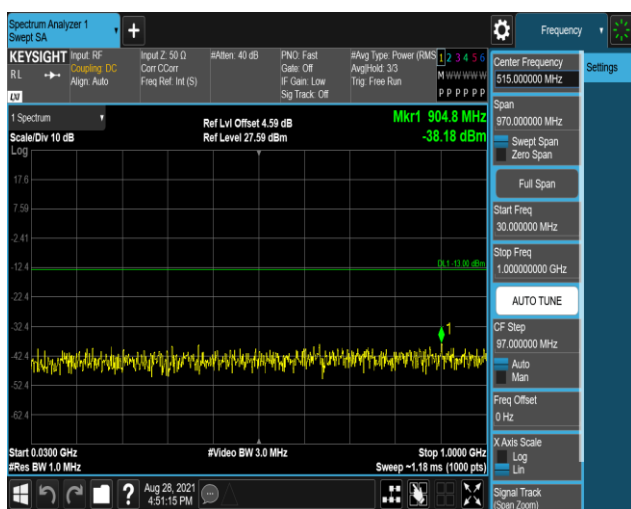 Spectrum Analyzer 1
Swept SA
+
Frequency
KEYSIGHT
RL
LXI
Input: RF
Coupling: DC
Align: Auto
Input Z: 50 Ω
Corr CCorr
Freq Ref: Int (S)
#Atten: 40 dB
PNO: Fast
Gate: Off
IF Gain: Low
Sig Track: Off
#Avg Type: Power (RMS
Avg|Hold: 3/3
Trig: Free Run
1 2 3 4 5 6
M W W W W W
P P P P P P
1 Spectrum
Scale/Div 10 dB
Log
Ref Lvl Offset 4.59 dB
Ref Level 27.59 dBm
Mkr1 904.8 MHz
-38.18 dBm
17.6
7.59
-2.41
-12.4
DL1 -13.00 dBm
-22.4
-32.4
1
-42.4
-52.4
-62.4
Start 0.0300 GHz
#Res BW 1.0 MHz
#Video BW 3.0 MHz
Stop 1.0000 GHz
Sweep ~1.18 ms (1000 pts)
?
Aug 28, 2021
4:51:15 PM
Center Frequency
515.000000 MHz
Settings
Span
970.000000 MHz
Swept Span
Zero Span
Full Span
Start Freq
30.000000 MHz
Stop Freq
1.000000000 GHz
AUTO TUNE
CF Step
97.000000 MHz
Auto
Man
Freq Offset
0 Hz
X Axis Scale
Log
Lin
Signal Track
(Span Zoom)